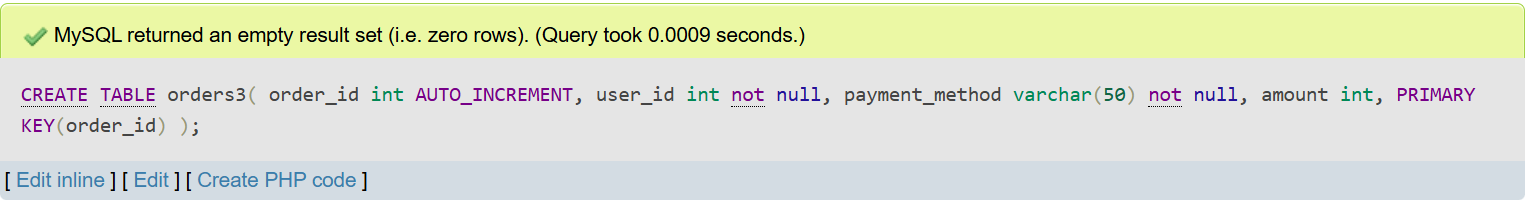 MySQL returned an empty result set (i.e. zero rows). (Query took 0.0009 seconds.)
CREATE TABLE orders3( order_id int AUTO_INCREMENT, user_id int not null, payment_method varchar(50) not null, amount int, PRIMARY
KEY(order_id) );
[ Edit inline ] [ Edit ] [ Create PHP code ]